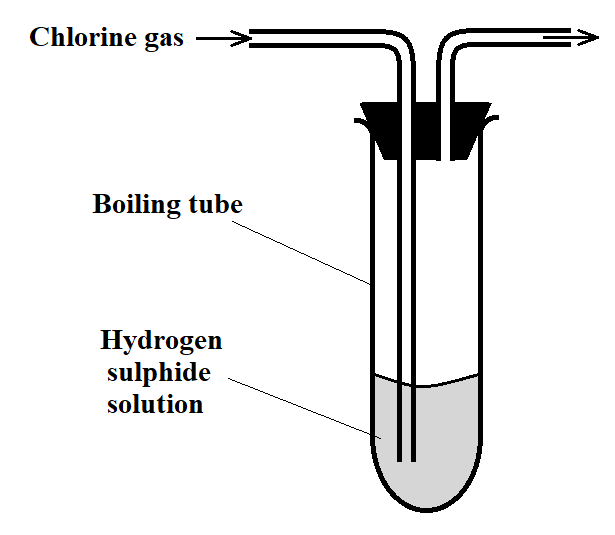 Chlorine gas
Boiling tube
Hydrogen
sulphide
solution